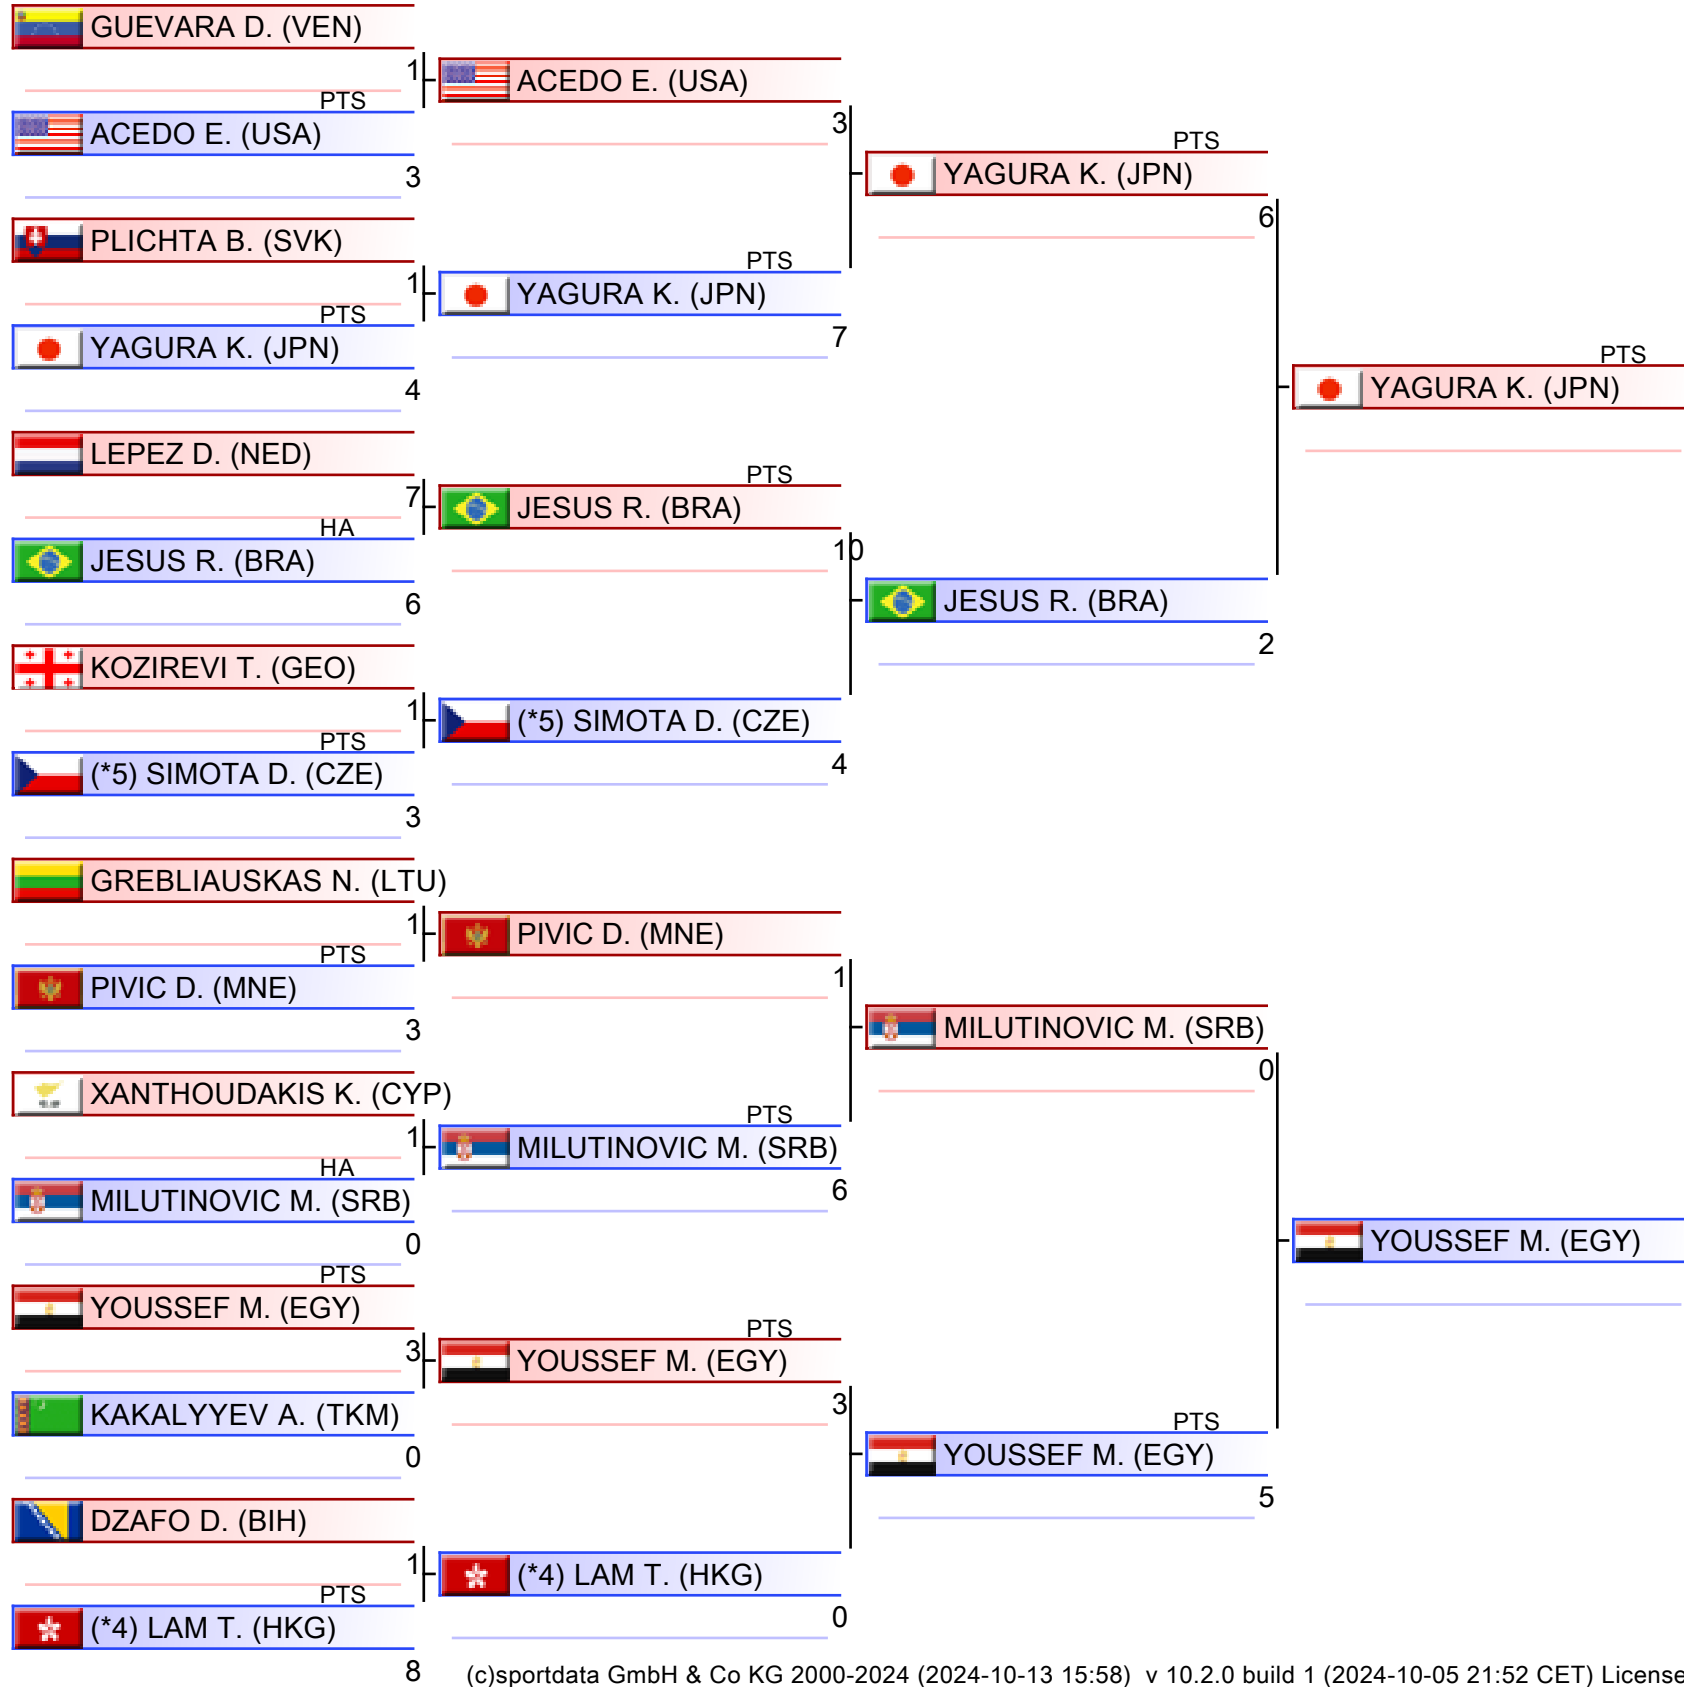 GUEVARA D. (VEN)
1
PTS
ACEDO E. (USA)
3
PLICHTA B. (SVK)
1
PTS
YAGURA K. (JPN)
4
LEPEZ D. (NED)
7
HA
JESUS R. (BRA)
6
KOZIREVI T. (GEO)
1
PTS
(*5) SIMOTA D. (CZE)
3
GREBLIAUSKAS N. (LTU)
1
PTS
PIVIC D. (MNE)
3
XANTHOUDAKIS K. (CYP)
1
HA
MILUTINOVIC M. (SRB)
0
PTS
YOUSSEF M. (EGY)
3
KAKALYYEV A. (TKM)
0
DZAFO D. (BIH)
1
PTS
(*4) LAM T. (HKG)
8
ACEDO E. (USA)
3
PTS
YAGURA K. (JPN)
7
PTS
JESUS R. (BRA)
10
(*5) SIMOTA D. (CZE)
4
PIVIC D. (MNE)
1
PTS
MILUTINOVIC M. (SRB)
6
PTS
YOUSSEF M. (EGY)
3
(*4) LAM T. (HKG)
0
PTS
YAGURA K. (JPN)
6
JESUS R. (BRA)
2
MILUTINOVIC M. (SRB)
0
PTS
YOUSSEF M. (EGY)
5
PTS
YAGURA K. (JPN)
YOUSSEF M. (EGY)
(c)sportdata GmbH & Co KG 2000-2024 (2024-10-13 15:58) v 10.2.0 build 1 (2024-10-05 21:52 CET) License